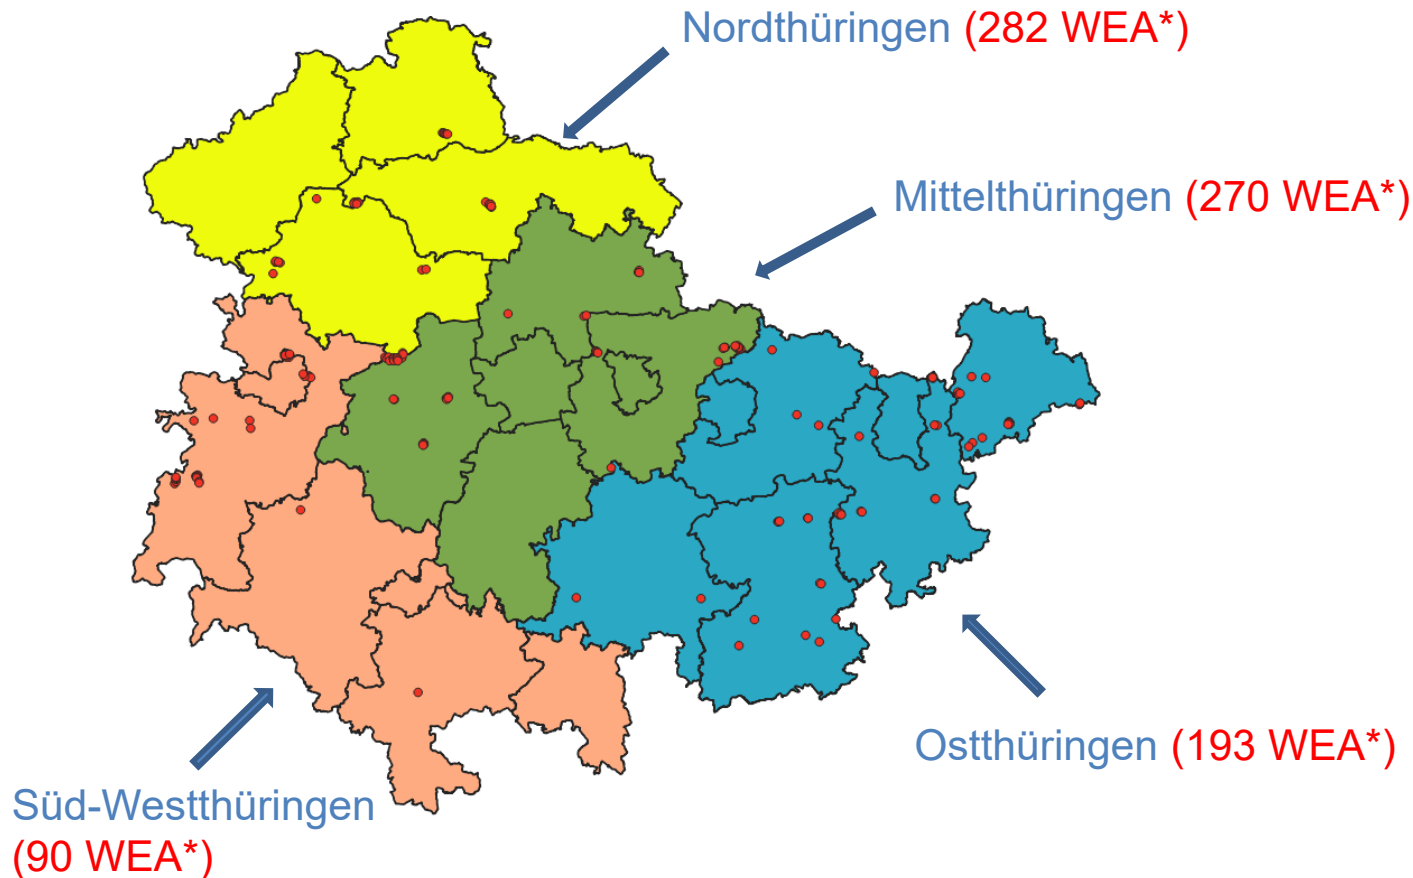 Nordthüringen (282 WEA*)
Mittelthüringen (270 WEA*)
Ostthüringen (193 WEA*)
Süd-Westthüringen
(90 WEA*)